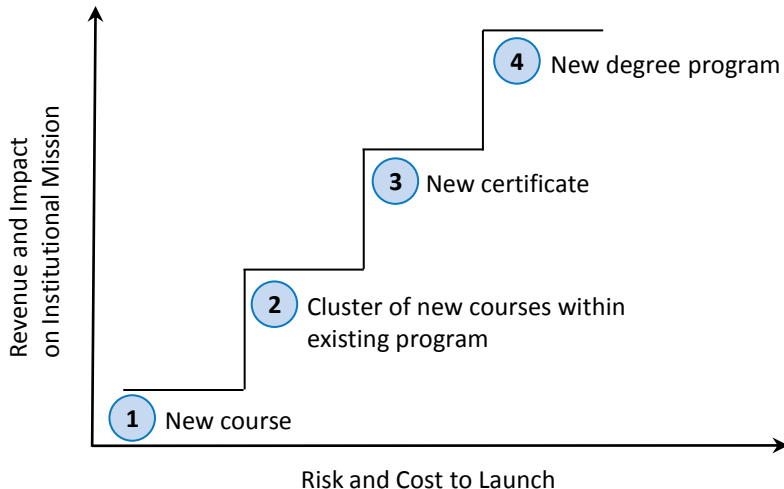 4 New degree program
3 New certificate
2 Cluster of new courses within
existing program
1 New course
Revenue and Impact
on Institutional Mission
Risk and Cost to Launch